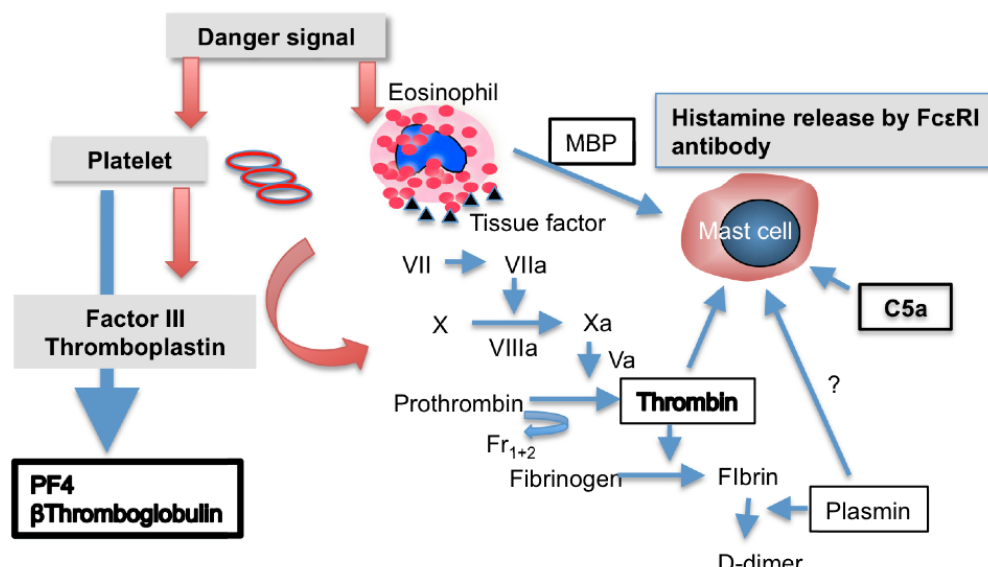 Danger signal
Eosinophil
Histamine release by FcεRI
antibody
MBP
Platelet
Mast cell
Tissue factor
VII
VIIa
C5a
Factor III
Thromboplastin
X
Xa
VIIIa
Va
?
Prothrombin
Thrombin
Fr1+2
Fibrinogen
FIbrin
PF4
βThromboglobulin
Plasmin
D-dimer